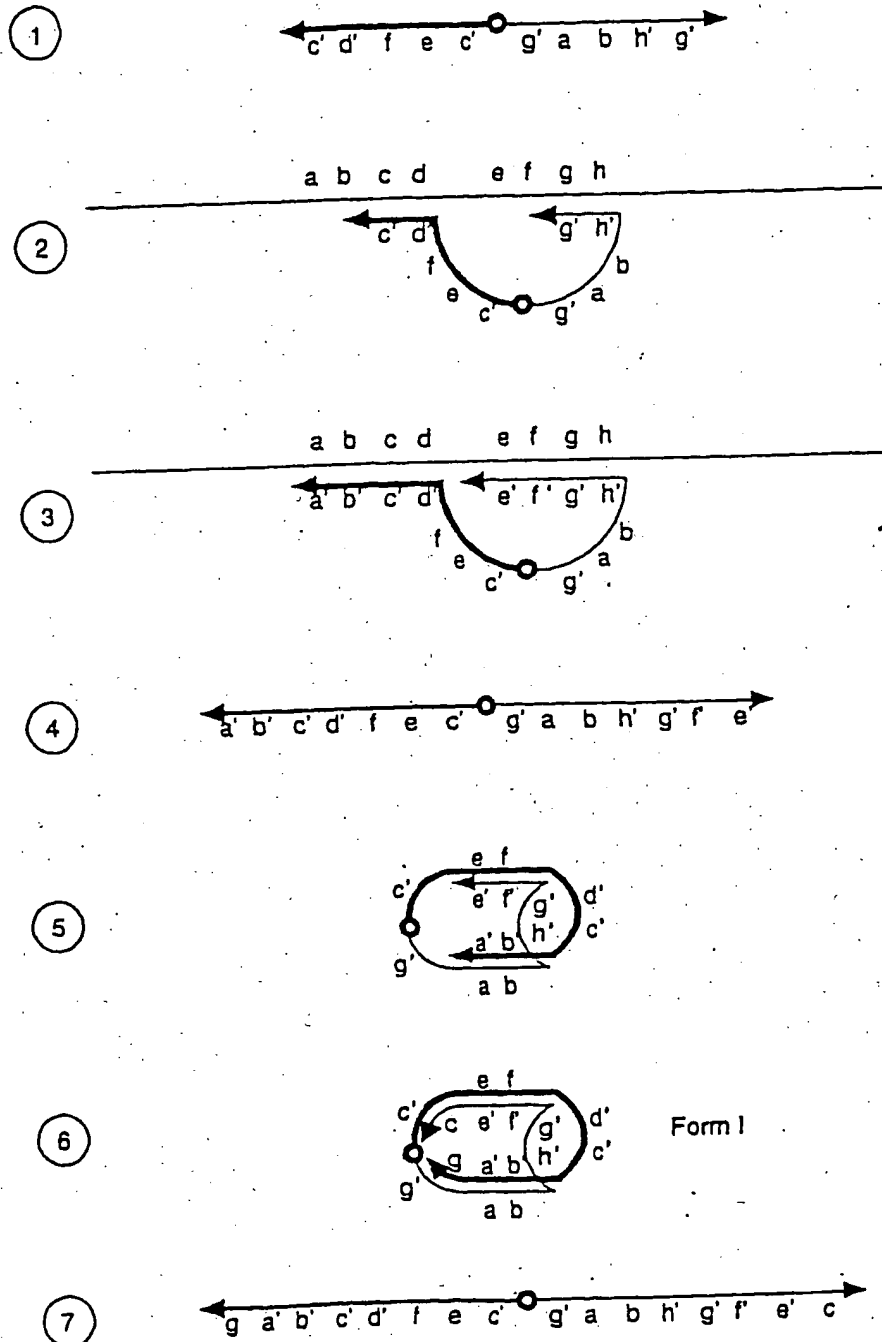 1
c' d' f e c' g' a b h' g'
a b c d e f g h
2
c' d' g' h'
f b
e a
c' g'
a b c d e f g h
3
a' b' c' d' e' f' g' h'
f b
e a
c' g'
4
a' b' c' d' f e c' g' a b h' g' f' e'
5
e f
c' e' f' g' d'
a' b' h' c'
g'
a b
6
e f
c' c e' f' g' d'
Form I
g a' b' h' c'
g'
a b
7
g a' b' c' d' f e c' g' a b h' g' f' e' c